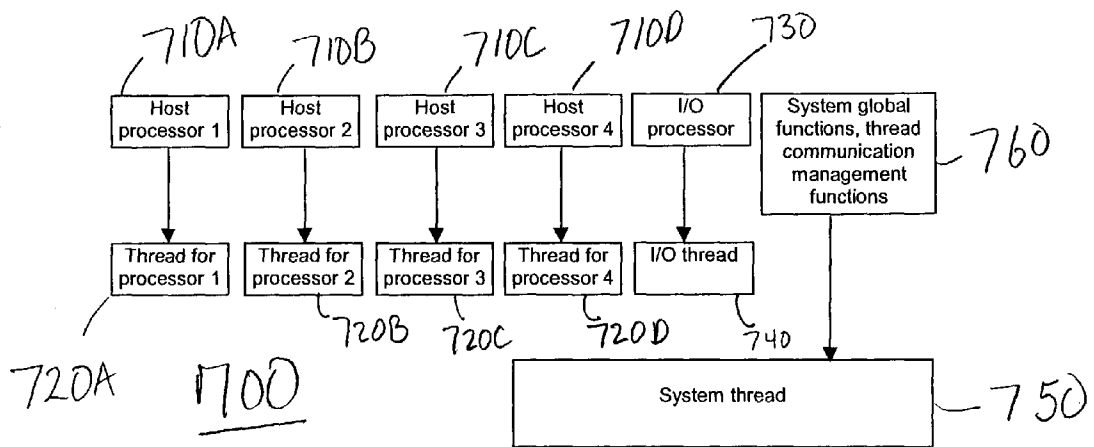 710A
710B
710C
710D
730
Host
processor 1
Host
processor 2
Host
processor 3
Host
processor 4
I/O
processor
System global
functions, thread
communication
management
functions
760
Thread for
processor 1
Thread for
processor 2
Thread for
processor 3
Thread for
processor 4
I/O thread
720A
720B
720C
720D
740
700
System thread
750